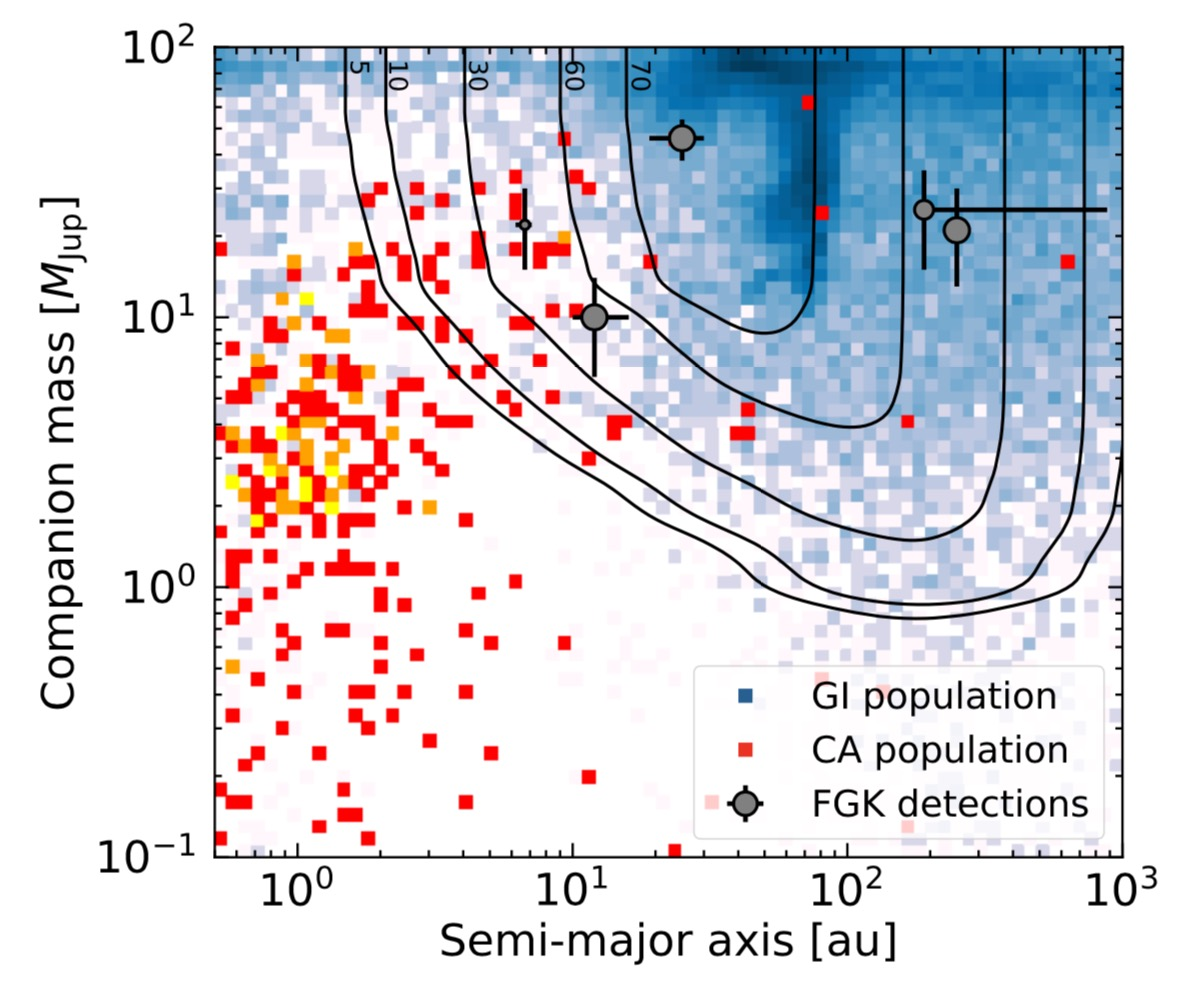 10²
10¹
10⁰
10⁻¹
Companion mass [M_Jup]
5 10 30 60 70
GI population
CA population
FGK detections
10⁰ 10¹ 10² 10³
Semi-major axis [au]